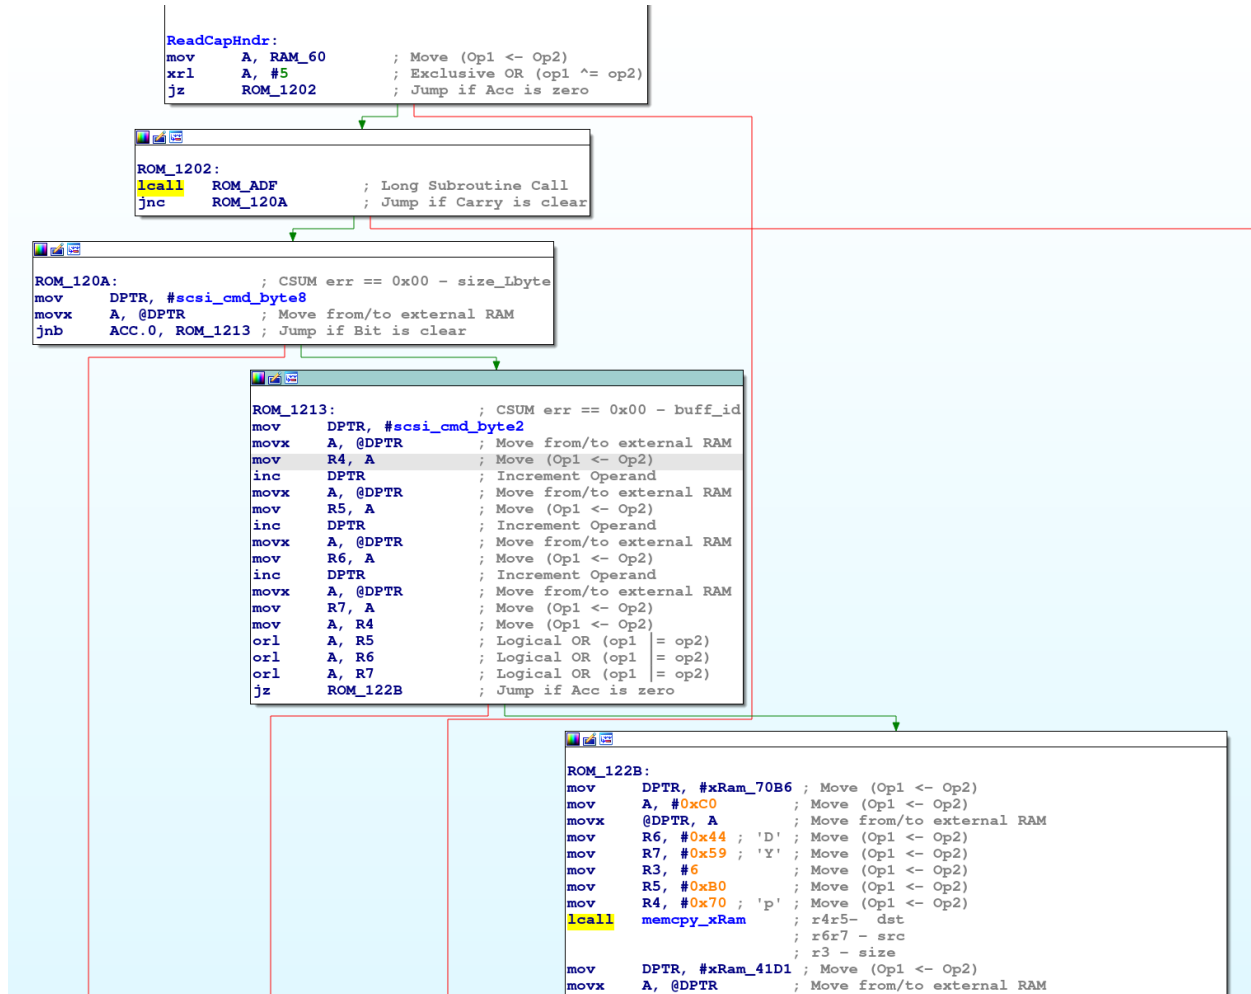 ReadCapHndr:
mov A, RAM_60 ; Move (Op1 <- Op2)
xrl A, #5 ; Exclusive OR (op1 ^= op2)
jz ROM_1202 ; Jump if Acc is zero
ROM_1202:
lcall ROM_ADF ; Long Subroutine Call
jnc ROM_120A ; Jump if Carry is clear
ROM_120A: ; CSUM err == 0x00 - size_Lbyte
mov DPTR, #scsi_cmd_byte8
movx A, @DPTR ; Move from/to external RAM
jnb ACC.0, ROM_1213 ; Jump if Bit is clear
ROM_1213: ; CSUM err == 0x00 - buff_id
mov DPTR, #scsi_cmd_byte2
movx A, @DPTR ; Move from/to external RAM
mov R4, A ; Move (Op1 <- Op2)
inc DPTR ; Increment Operand
movx A, @DPTR ; Move from/to external RAM
mov R5, A ; Move (Op1 <- Op2)
inc DPTR ; Increment Operand
movx A, @DPTR ; Move from/to external RAM
mov R6, A ; Move (Op1 <- Op2)
inc DPTR ; Increment Operand
movx A, @DPTR ; Move from/to external RAM
mov R7, A ; Move (Op1 <- Op2)
mov A, R4 ; Move (Op1 <- Op2)
orl A, R5 ; Logical OR (op1 |= op2)
orl A, R6 ; Logical OR (op1 |= op2)
orl A, R7 ; Logical OR (op1 |= op2)
jz ROM_122B ; Jump if Acc is zero
ROM_122B:
mov DPTR, #xRam_70B6 ; Move (Op1 <- Op2)
mov A, #0xC0 ; Move (Op1 <- Op2)
movx @DPTR, A ; Move from/to external RAM
mov R6, #0x44 ; 'D' ; Move (Op1 <- Op2)
mov R7, #0x59 ; 'Y' ; Move (Op1 <- Op2)
mov R3, #6 ; Move (Op1 <- Op2)
mov R5, #0xB0 ; Move (Op1 <- Op2)
mov R4, #0x70 ; 'p' ; Move (Op1 <- Op2)
lcall memcpy_xRam ; r4r5- dst
; r6r7 - src
; r3 - size
mov DPTR, #xRam_41D1 ; Move (Op1 <- Op2)
movx A, @DPTR ; Move from/to external RAM